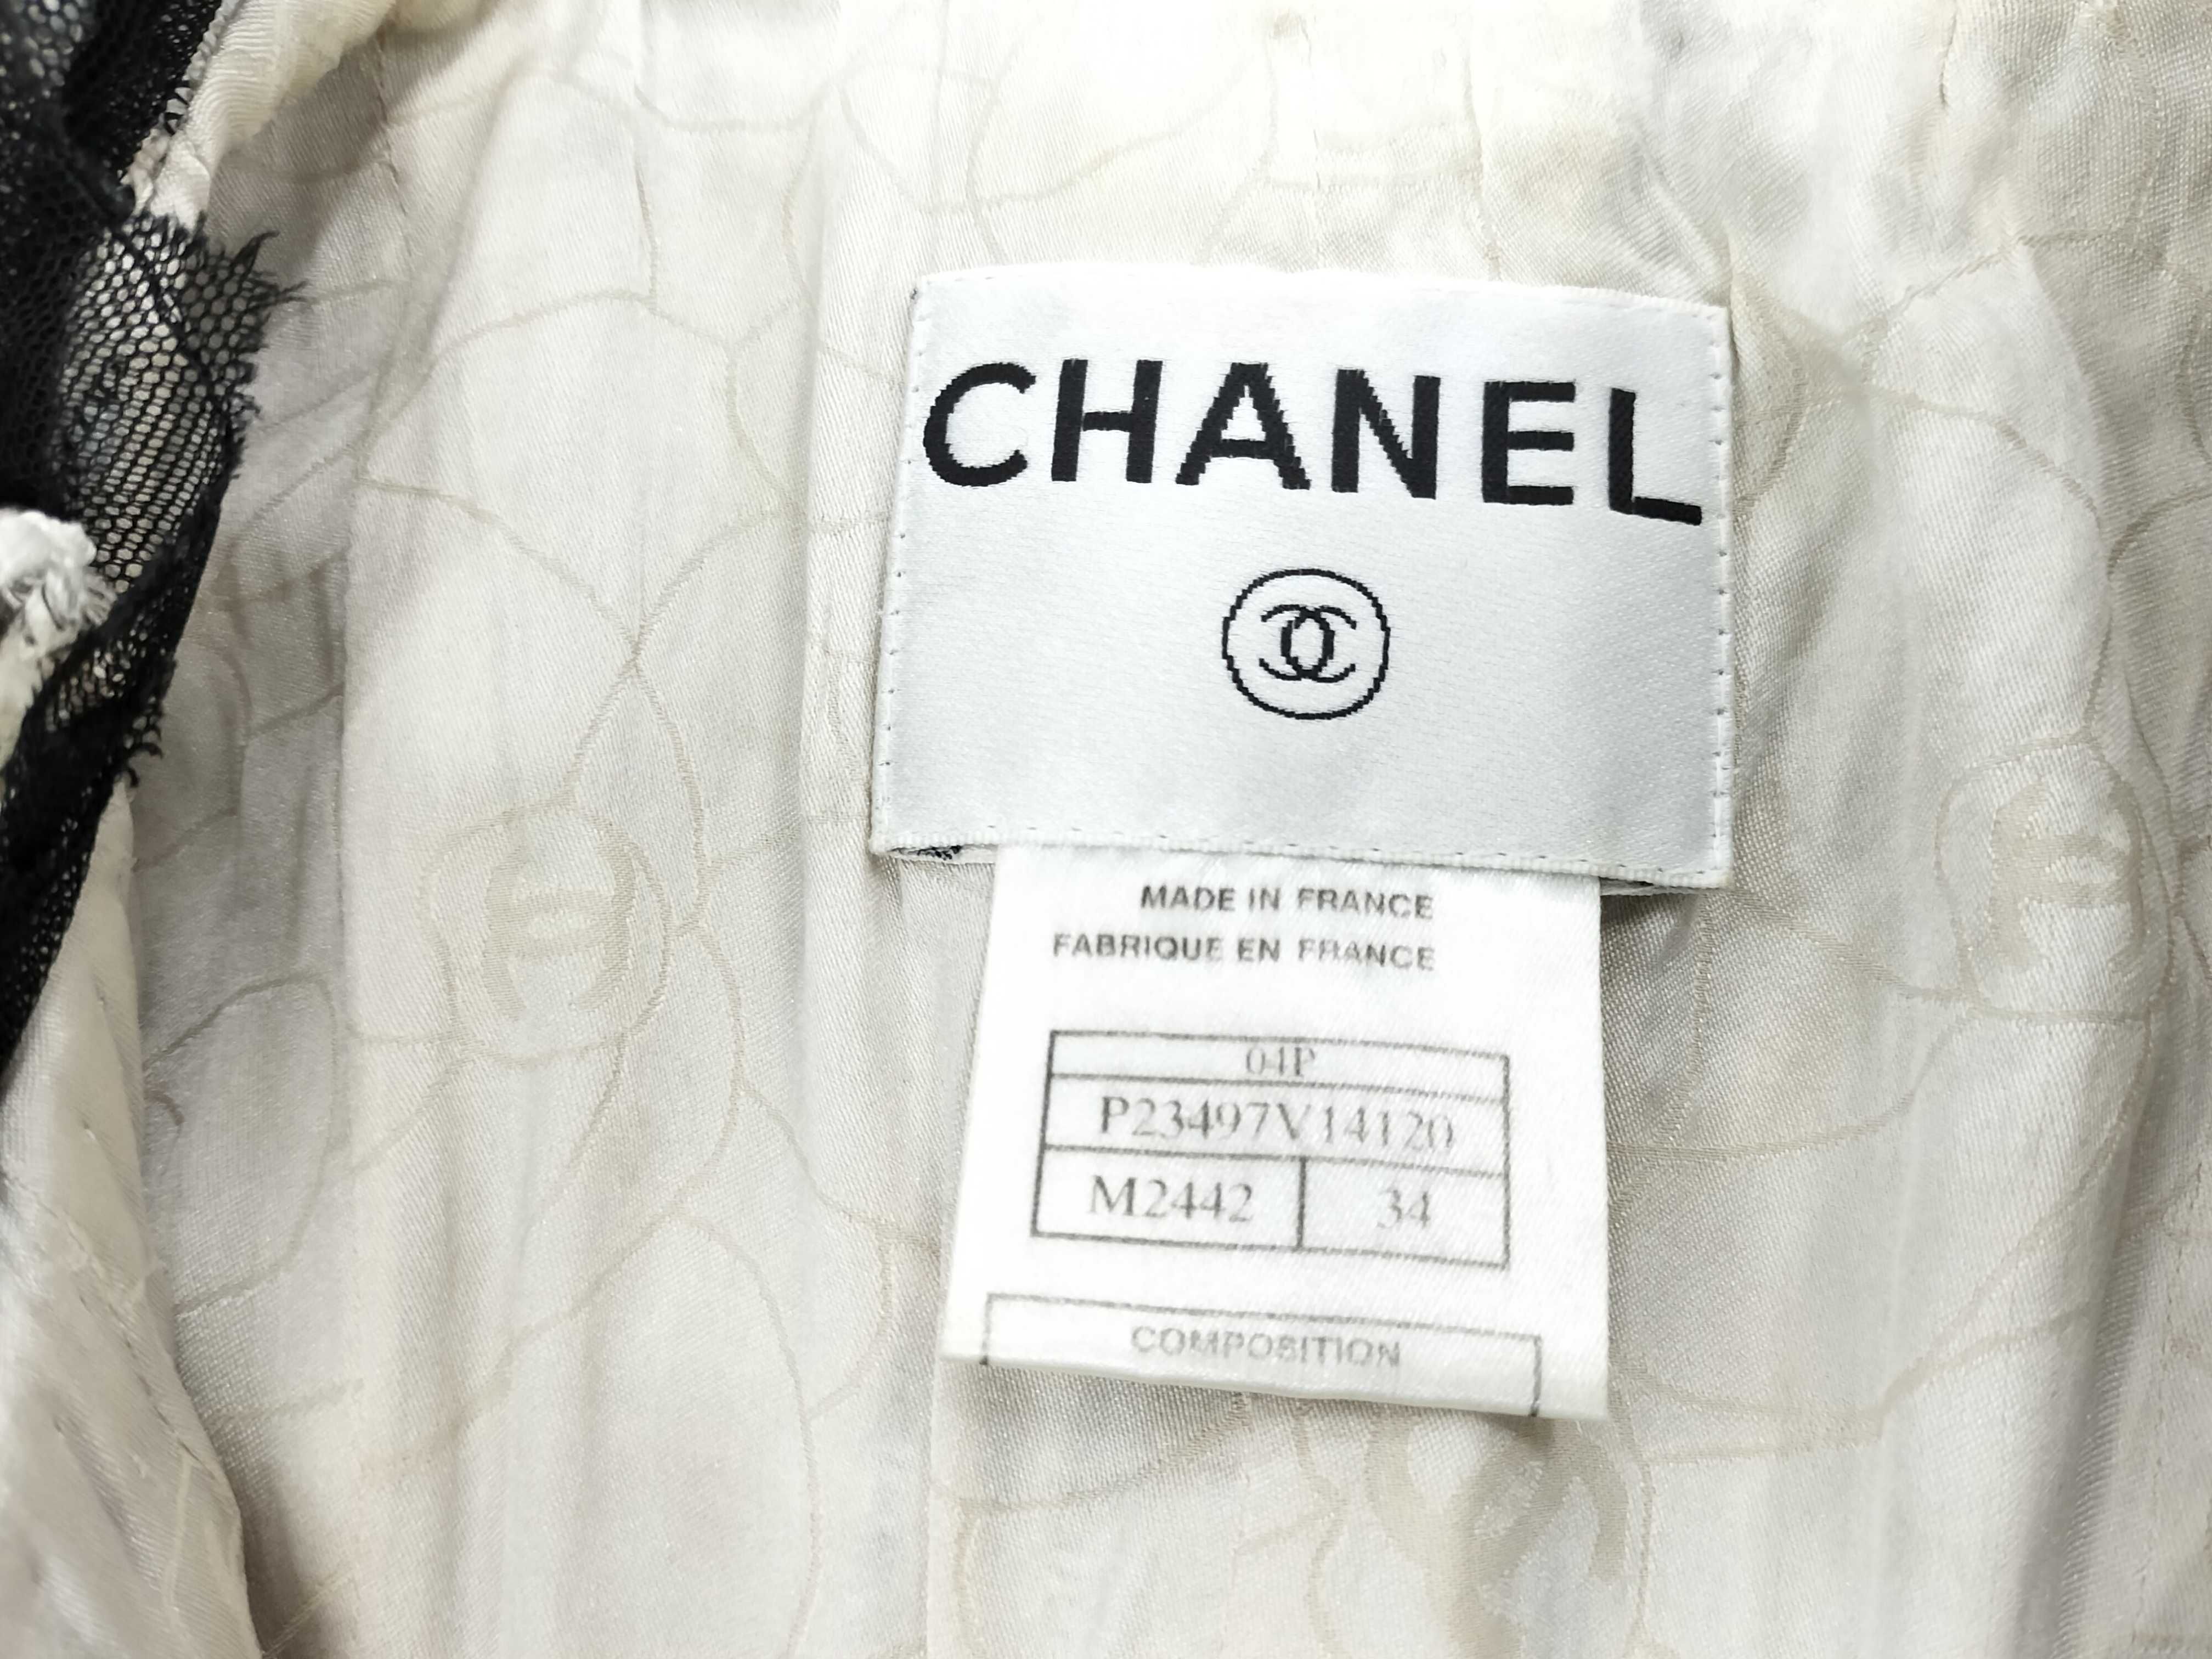 CHANEL
MADE IN FRANCE
FABRIQUE EN FRANCE
04P
P23497V14120
M2442 34
COMPOSITION